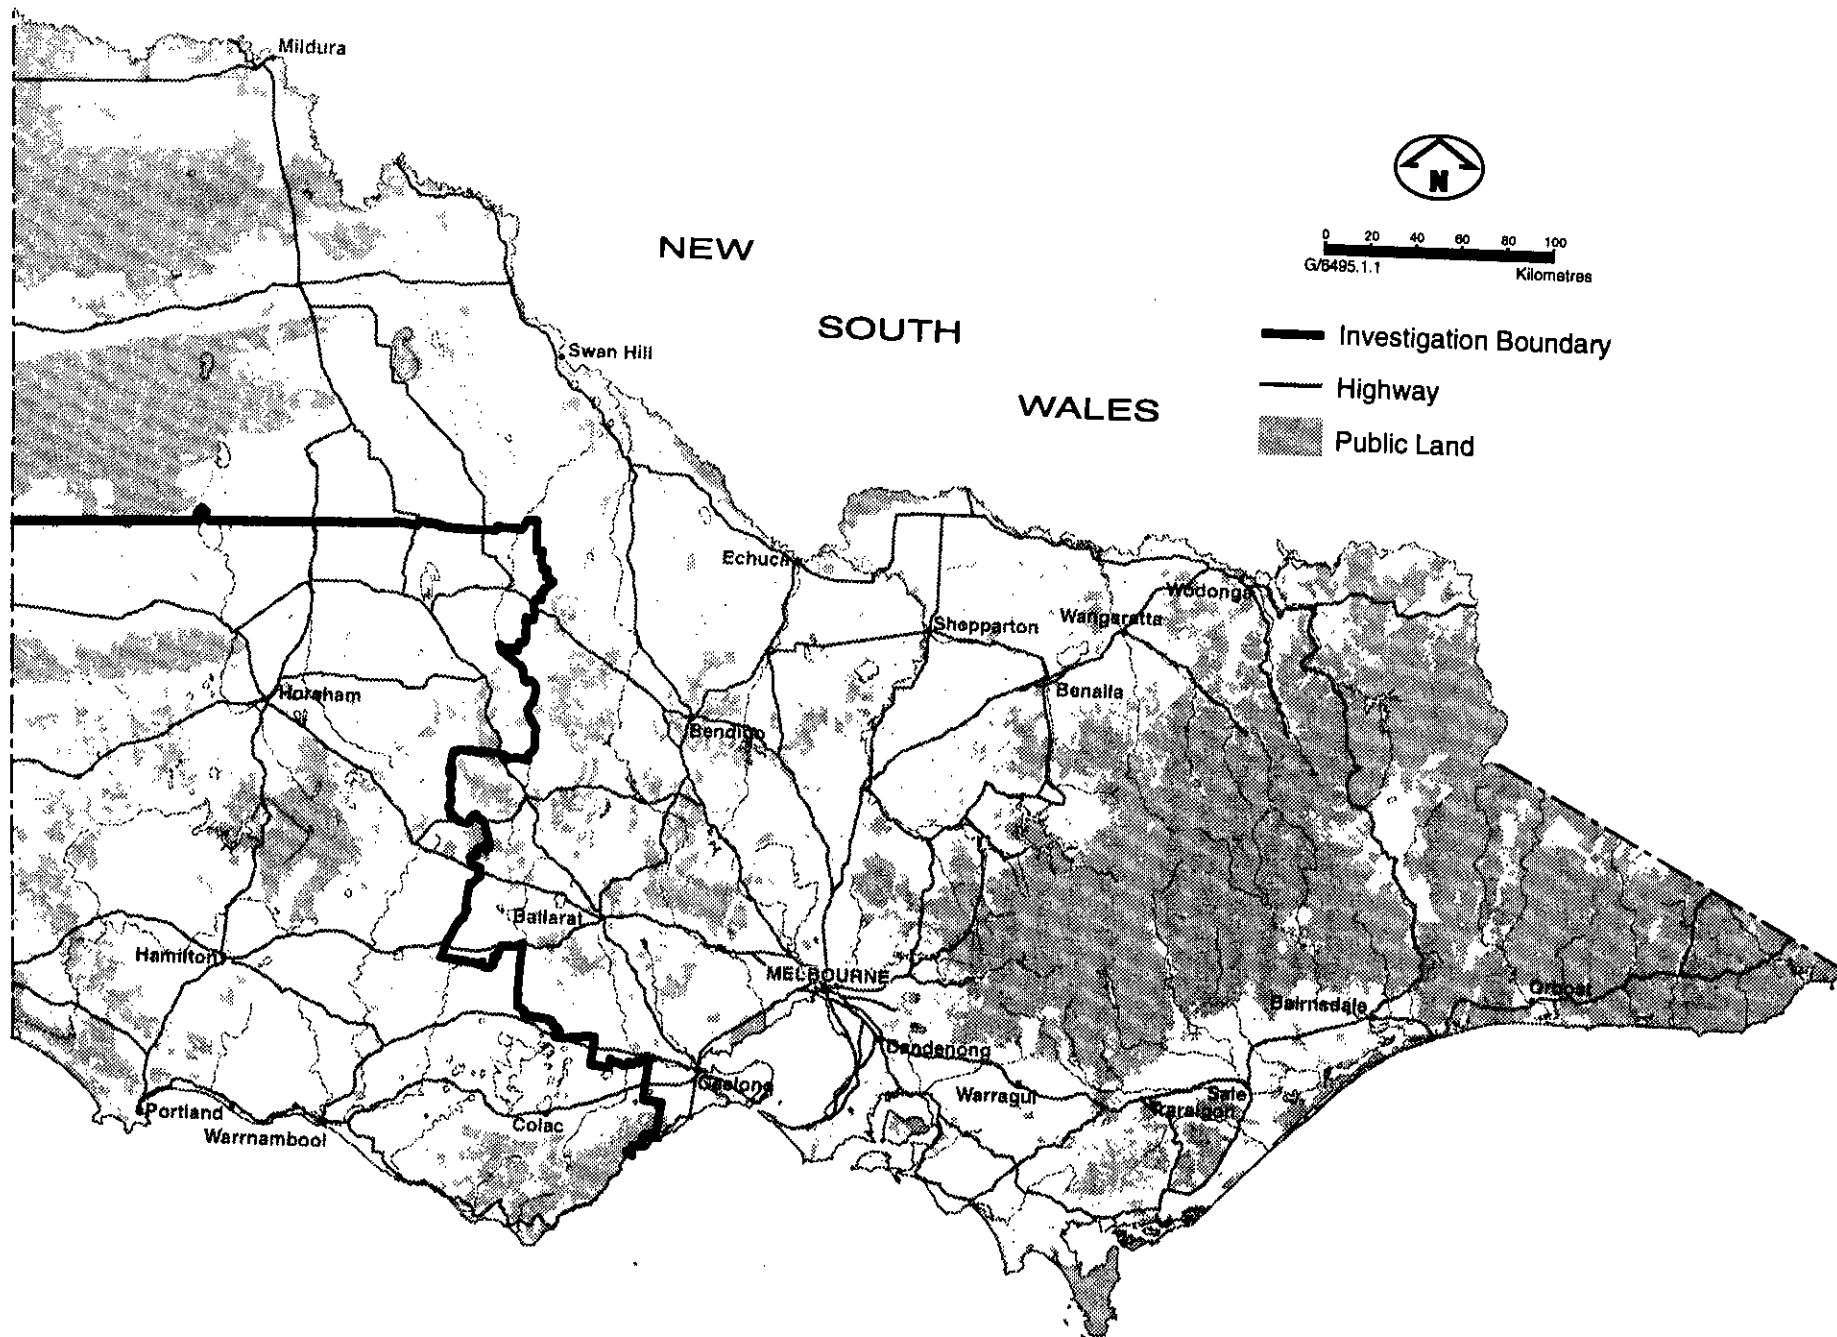 Mildura
N
NEW
0 20 40 60 80 100
G/6495.1.1 Kilometres
SOUTH
Investigation Boundary
Swan Hill
Highway
WALES
Public Land
Echuca
Wodonga
Wangaratta
Shepparton
Horsham
Benalla
Bendigo
Ballarat
Hamilton
MELBOURNE
Orbost
Bairnsdale
Dandenong
Geelong
Warragul
Sale
Traralgon
Portland
Colac
Warrnambool